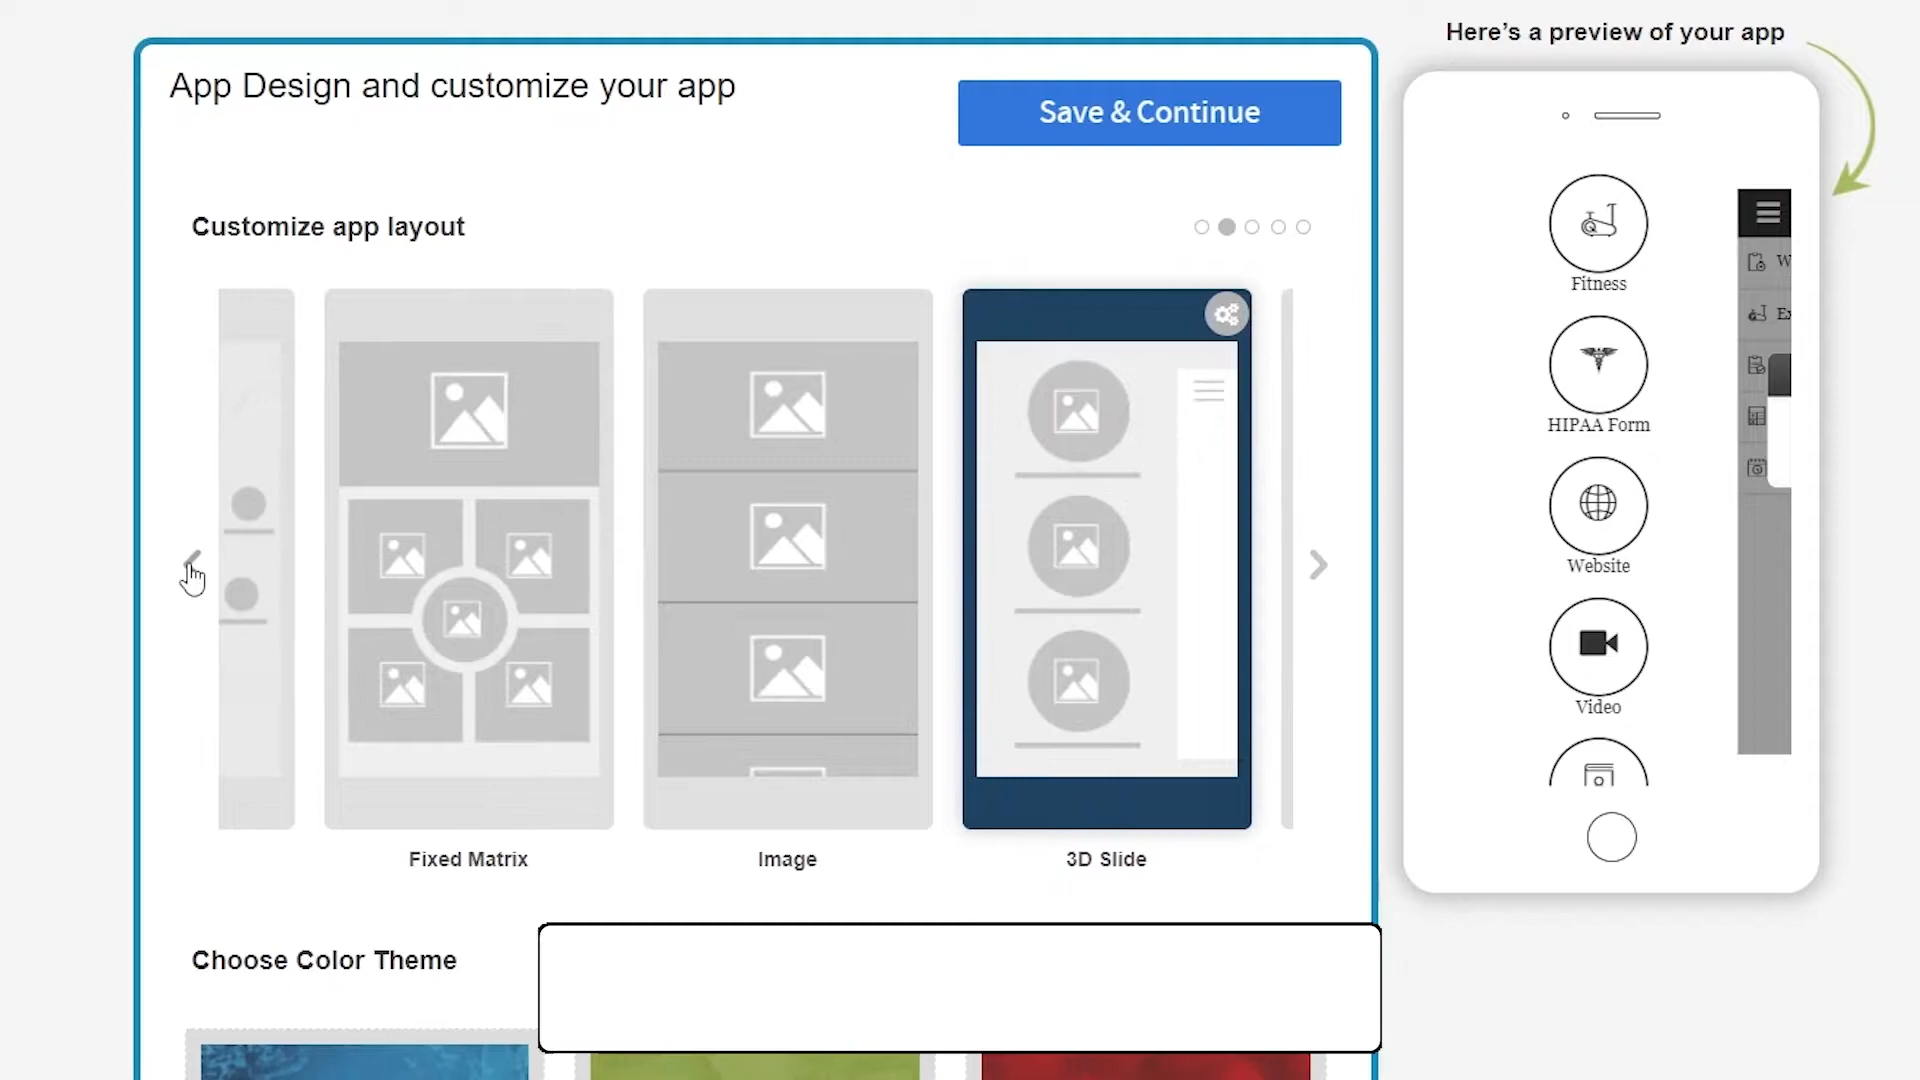 Here's a preview of your app
App Design and customize your app
Save & Continue
Customize app layout
Fitness
HIPAA Form
Website
Video
W
Ex
Fixed Matrix
Image
3D Slide
Choose Color Theme